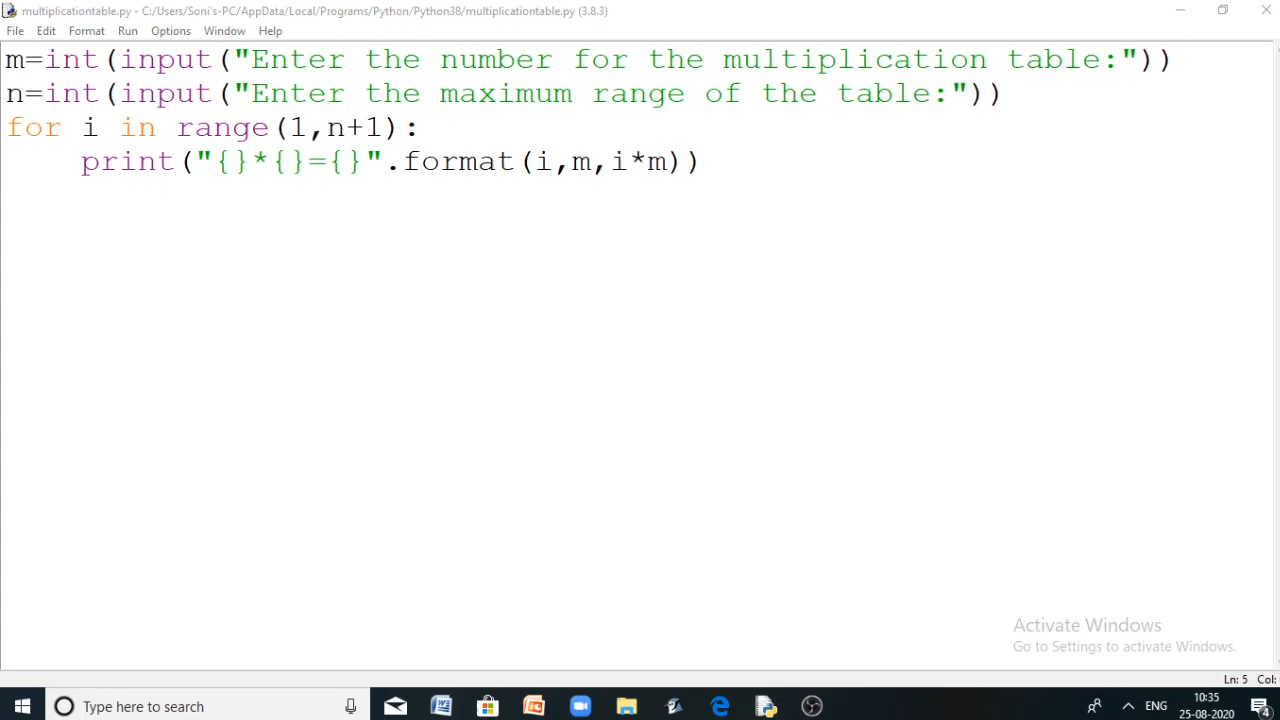 multiplicationtable.py - C:/Users/Soni's-PC/AppData/Local/Programs/Python/Python38/multiplicationtable.py (3.8.3)
File Edit Format Run Options Window Help
m=int(input("Enter the number for the multiplication table:"))
n=int(input("Enter the maximum range of the table:"))
for i in range(1,n+1):
    print("{}*{}={}".format(i,m,i*m))
Activate Windows
Go to Settings to activate Windows.
Ln: 5 Col:
Type here to search
ENG
10:35
25-08-2020
4